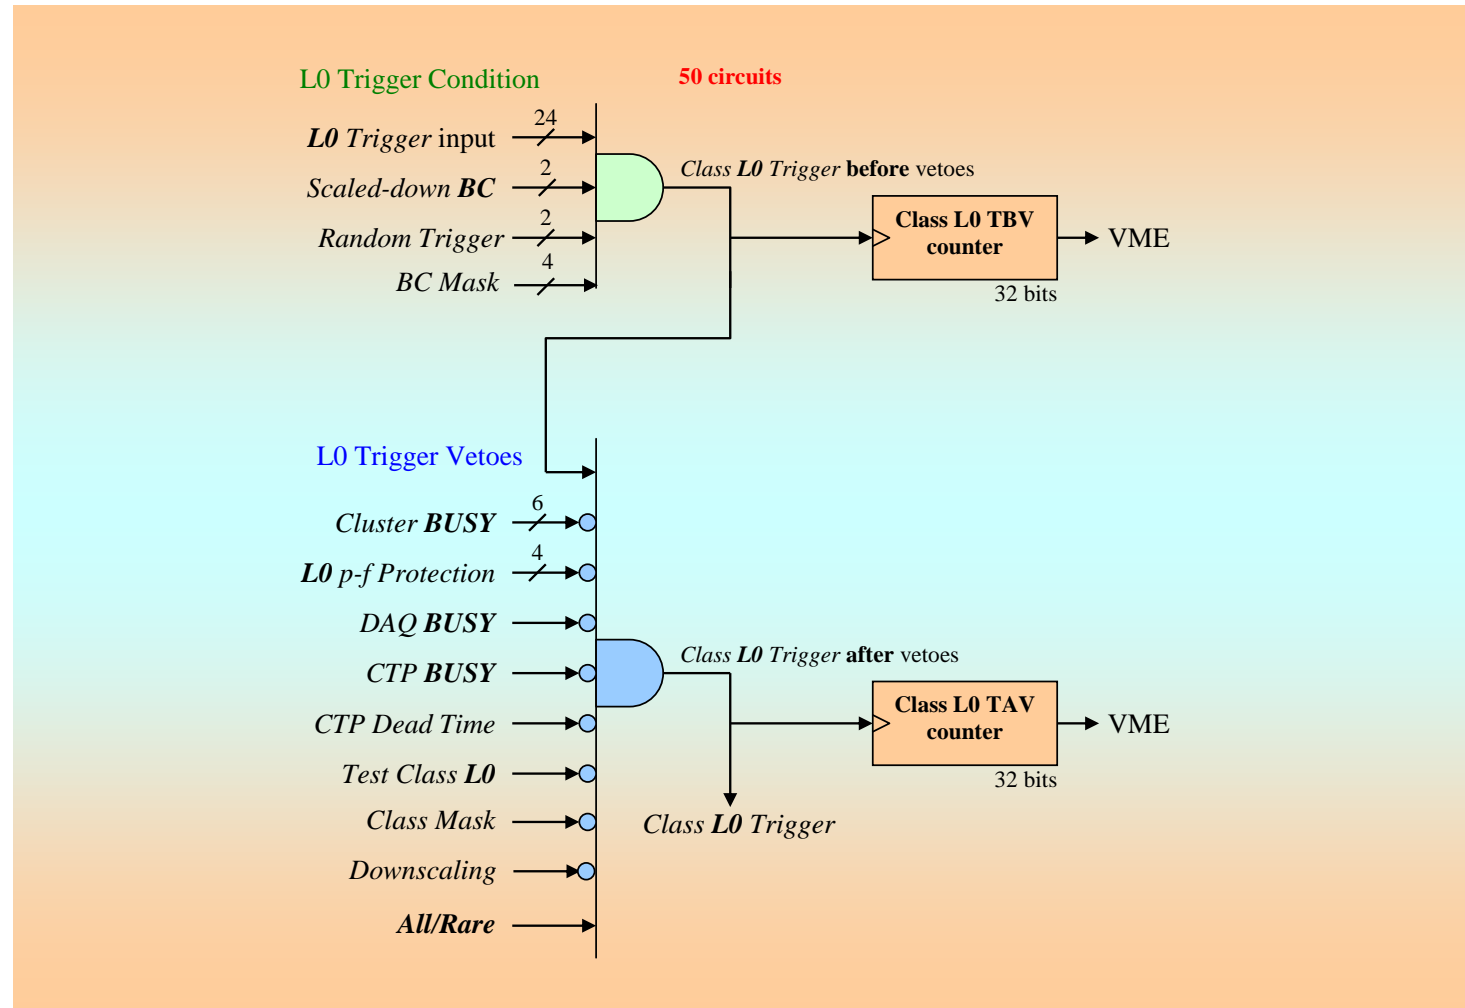 L0 Trigger Condition
50 circuits
24
L0 Trigger input
Class L0 Trigger before vetoes
2
Scaled-down BC
2
Random Trigger
Class L0 TBV
counter
VME
4
BC Mask
32 bits
L0 Trigger Vetoes
6
Cluster BUSY
4
L0 p-f Protection
DAQ BUSY
Class L0 Trigger after vetoes
CTP BUSY
Class L0 TAV
counter
VME
CTP Dead Time
32 bits
Test Class L0
Class Mask
Class L0 Trigger
Downscaling
All/Rare